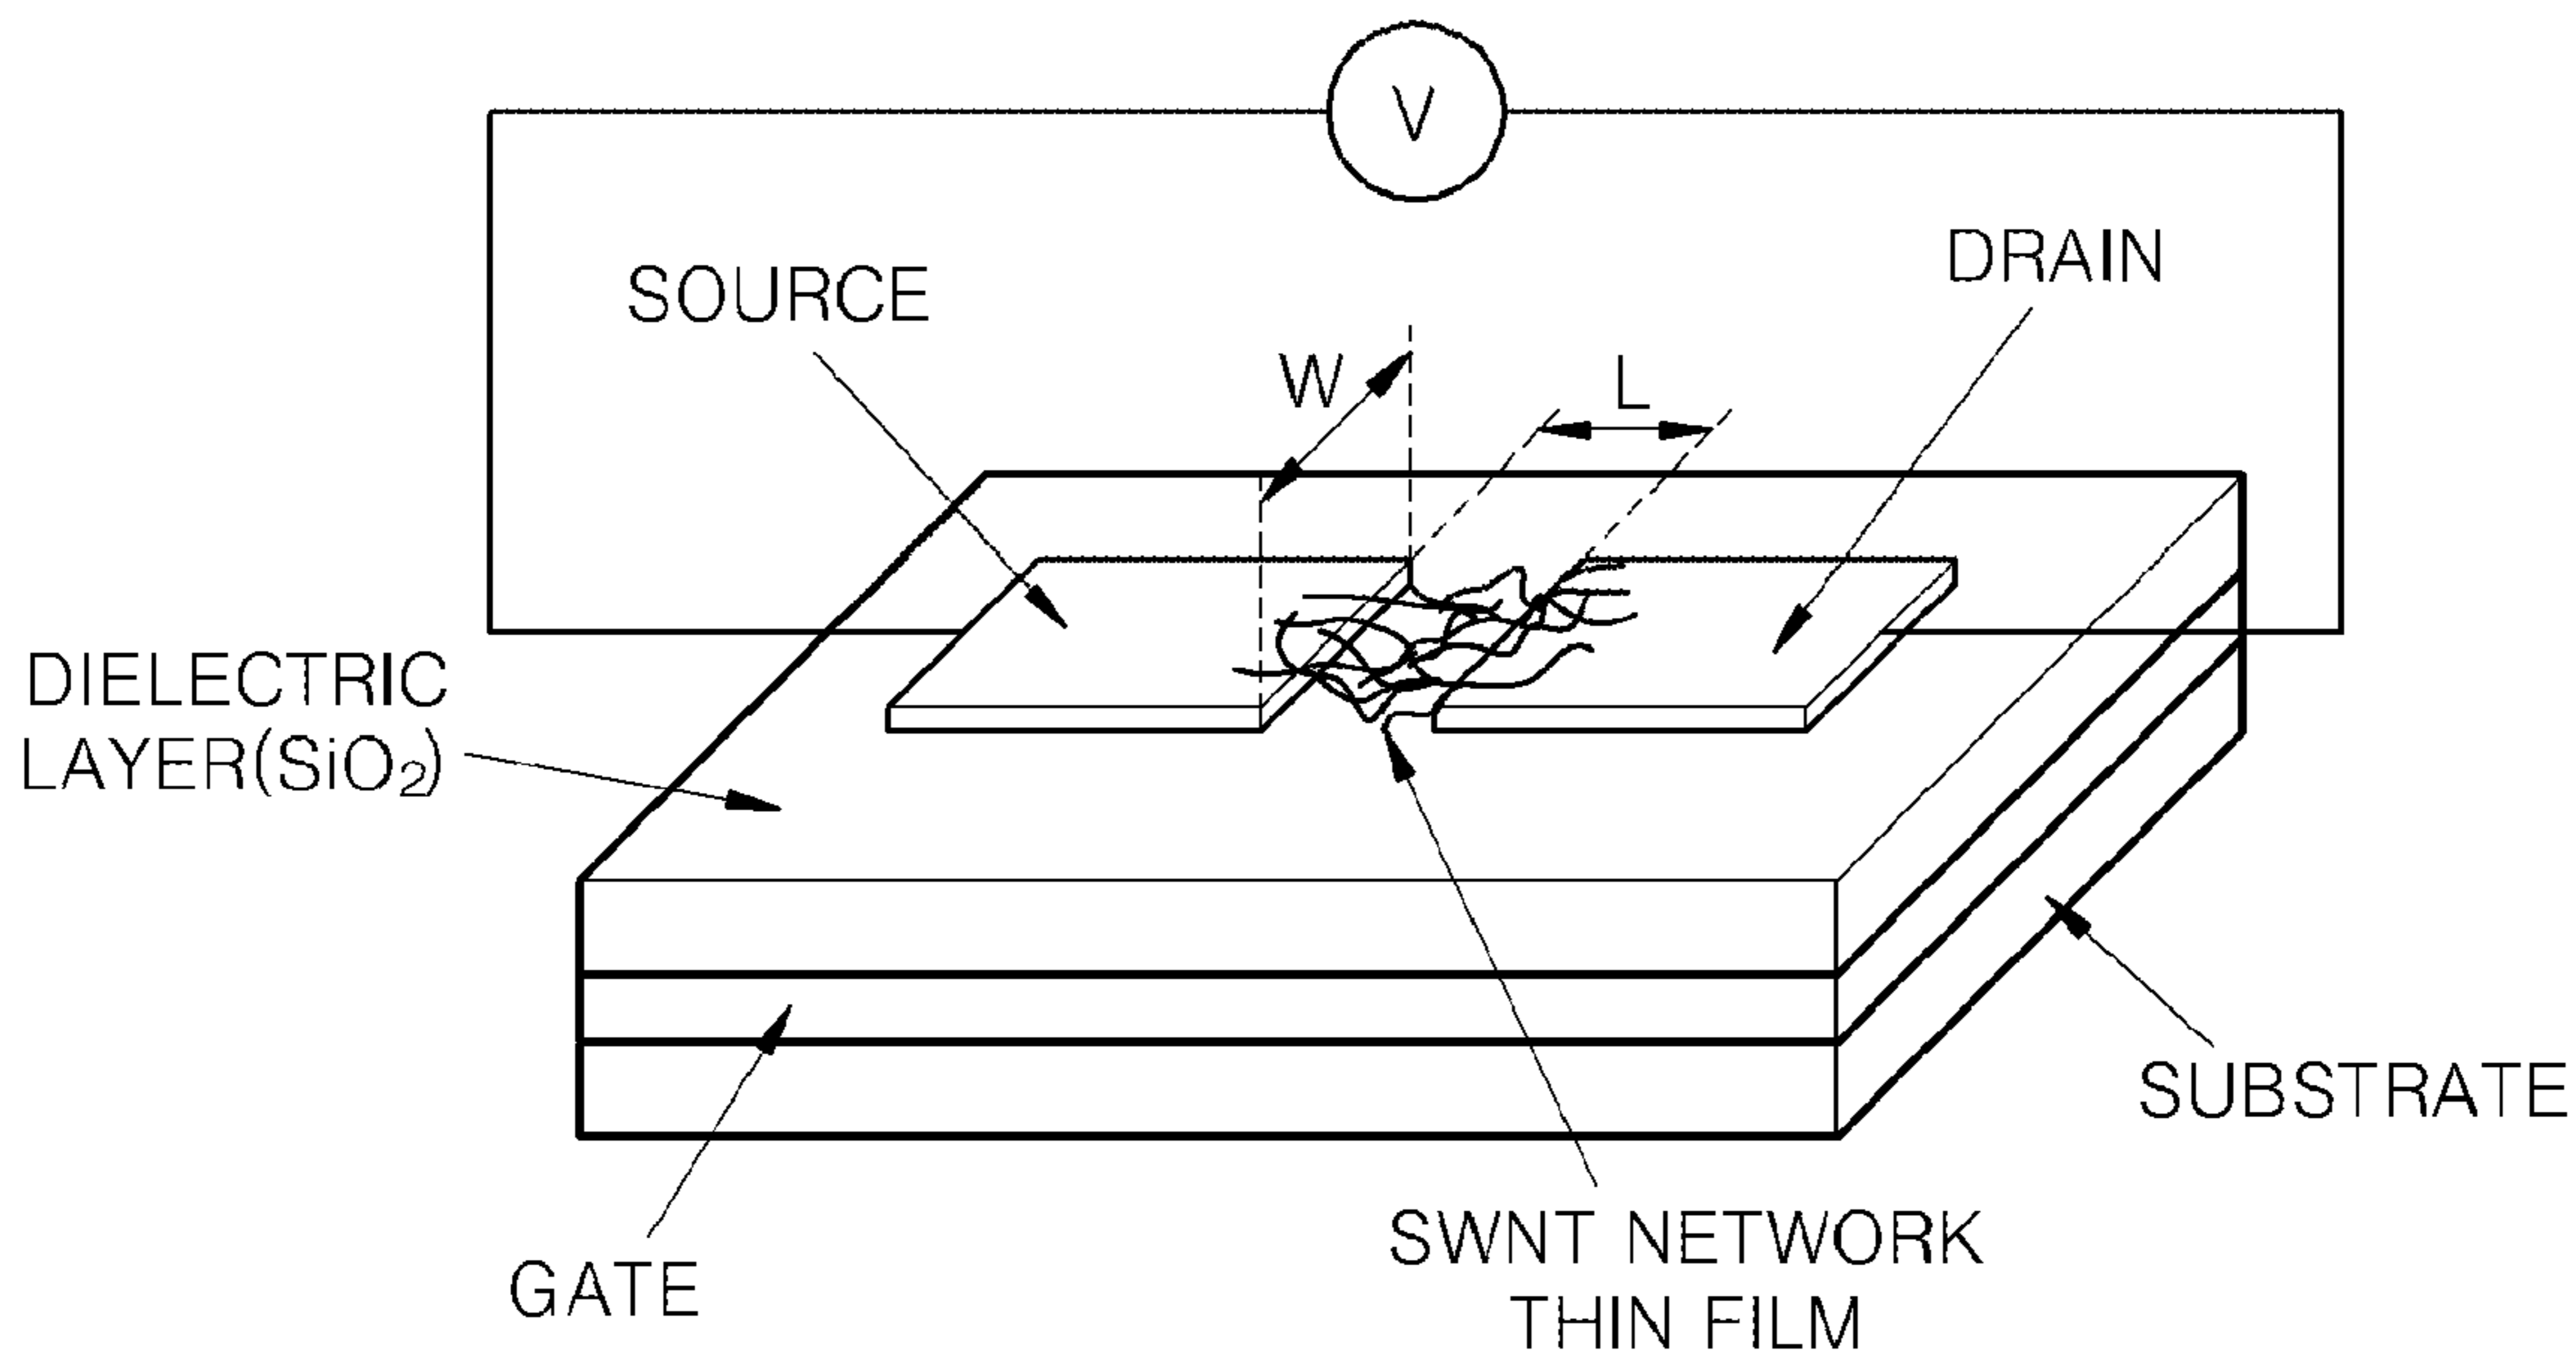 V
SOURCE
DRAIN
W
L
DIELECTRIC
LAYER(SiO₂)
SUBSTRATE
GATE
SWNT NETWORK
THIN FILM